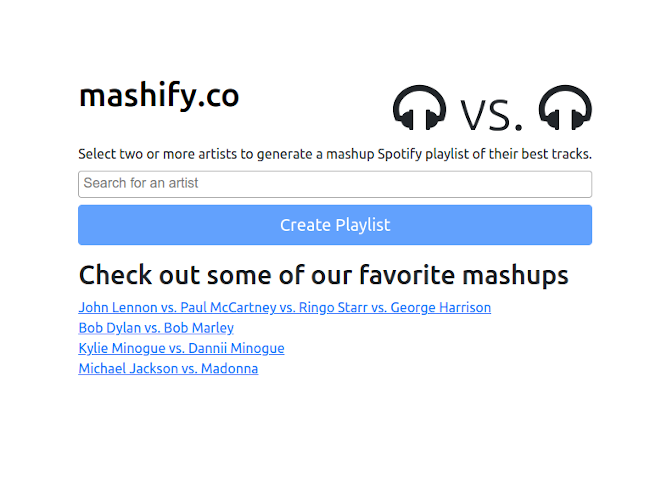 mashify.co
vs.
Select two or more artists to generate a mashup Spotify playlist of their best tracks.
Search for an artist
Create Playlist
Check out some of our favorite mashups
John Lennon vs. Paul McCartney vs. Ringo Starr vs. George Harrison
Bob Dylan vs. Bob Marley
Kylie Minogue vs. Dannii Minogue
Michael Jackson vs. Madonna